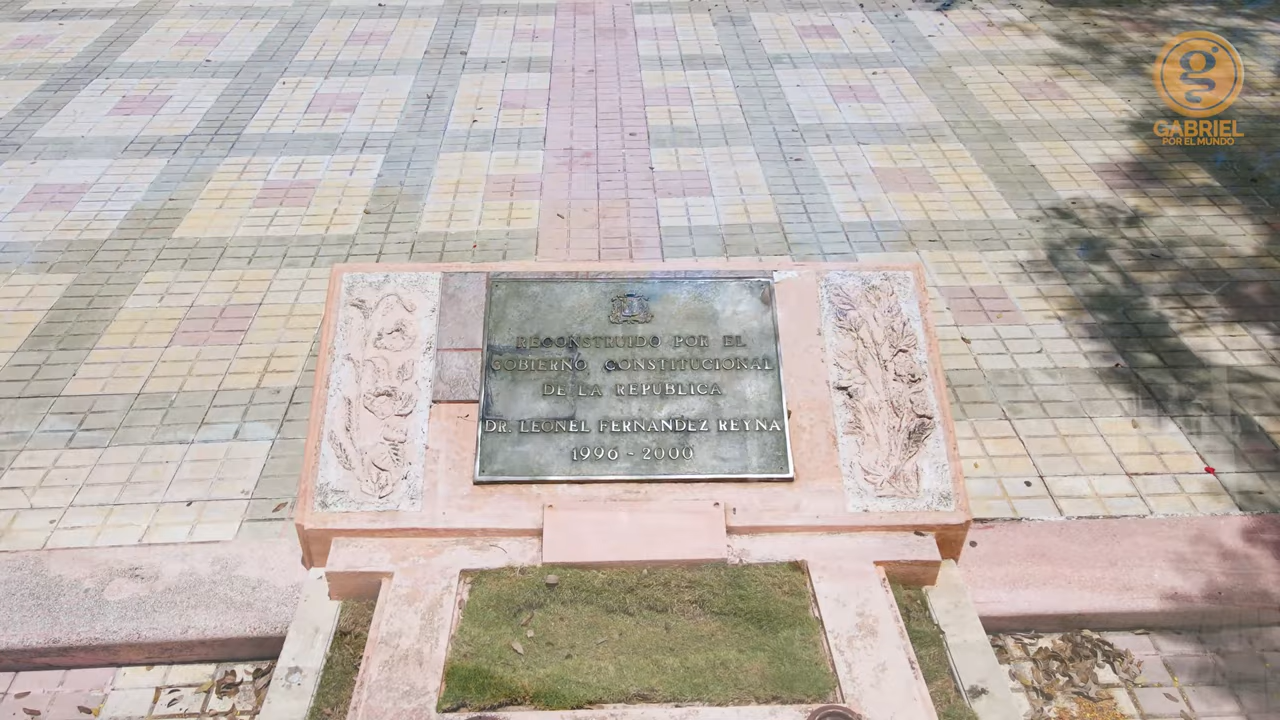 GABRIEL
POR EL MUNDO
RECONSTRUIDO POR EL
GOBIERNO CONSTITUCIONAL
DE LA REPUBLICA
DR. LEONEL FERNANDEZ REYNA
1996 - 2000